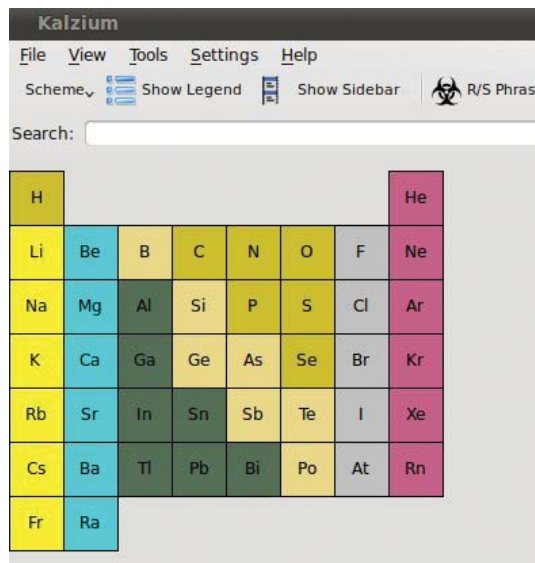 Kalzium
File View Tools Settings Help
Scheme Show Legend Show Sidebar R/S Phras
Search:
H He
Li Be B C N O F Ne
Na Mg Al Si P S Cl Ar
K Ca Ga Ge As Se Br Kr
Rb Sr In Sn Sb Te I Xe
Cs Ba Tl Pb Bi Po At Rn
Fr Ra